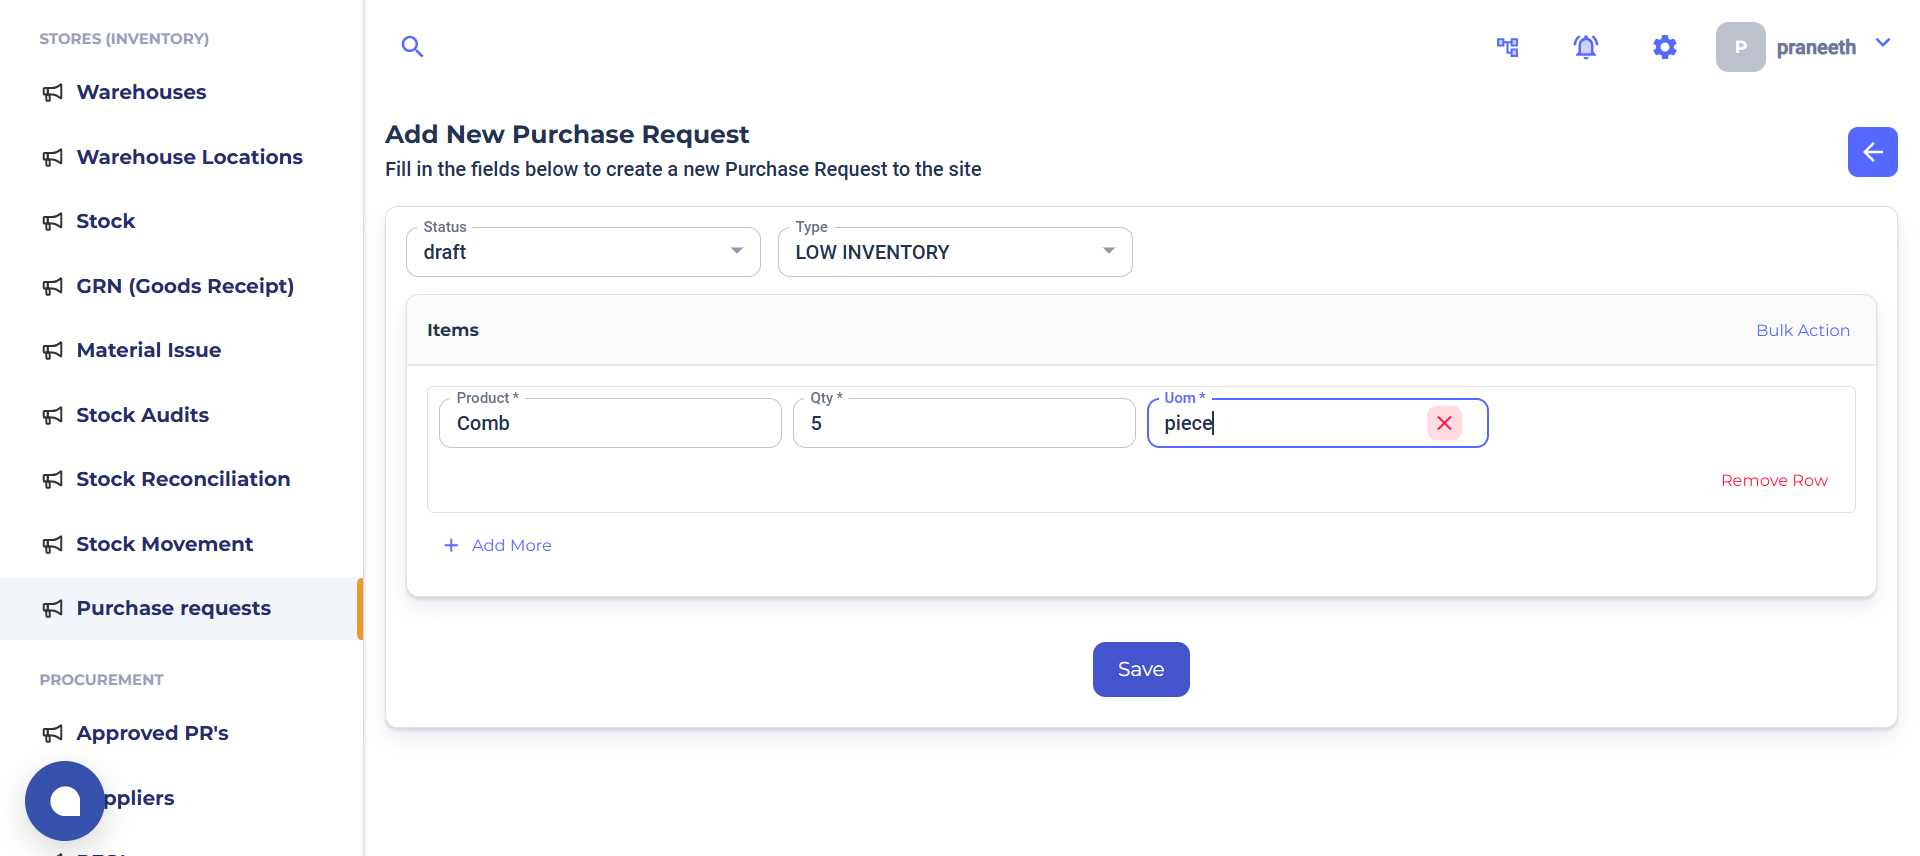 STORES (INVENTORY)
Warehouses
Warehouse Locations
Stock
GRN (Goods Receipt)
Material Issue
Stock Audits
Stock Reconciliation
Stock Movement
Purchase requests
PROCUREMENT
Approved PR's
ppliers
P
praneeth
Add New Purchase Request
Fill in the fields below to create a new Purchase Request to the site
Status
draft
Type
LOW INVENTORY
Items
Bulk Action
Product *
Comb
Qty *
5
Uom *
piece
Remove Row
+ Add More
Save